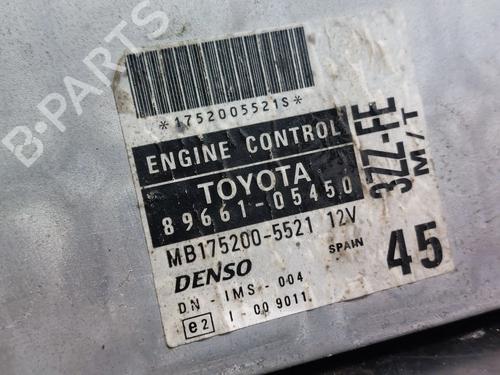 B-PARTS
*1752005521S*
ENGINE CONTROL
TOYOTA
89661-05450
MB175200-5521 12V
DENSO
SPAIN
DN - IMS - 004
e2 I - 00 9011
3ZZ-FE
M/T
45